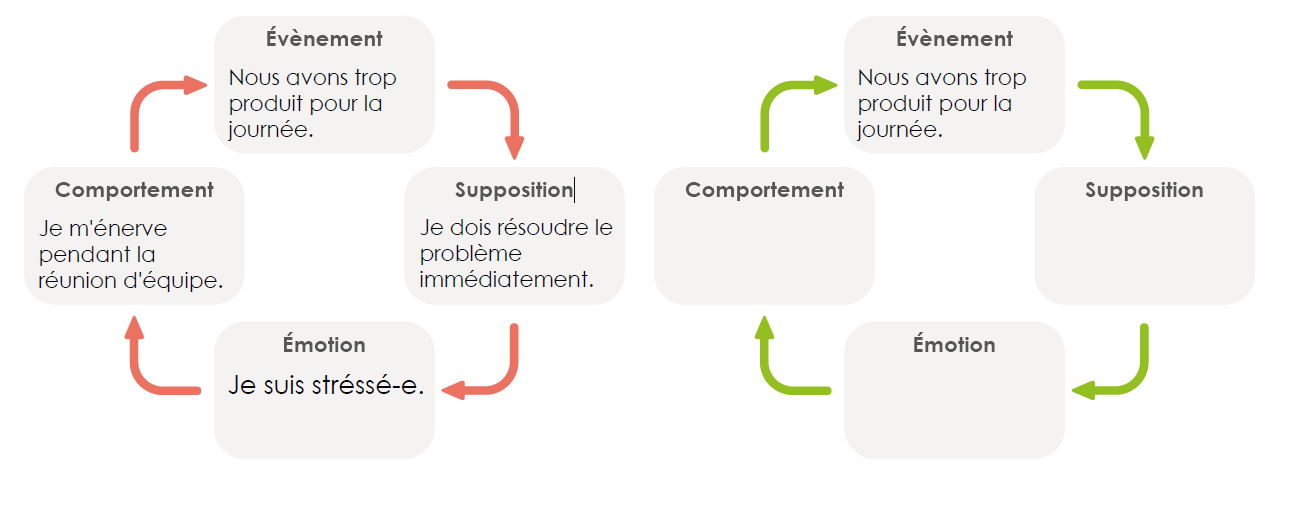 Évènement
Nous avons trop
produit pour la
journée.
Comportement
Je m'énerve
pendant la
réunion d'équipe.
Supposition
Je dois résoudre le
problème
immédiatement.
Émotion
Je suis stréssé-e.
Évènement
Nous avons trop
produit pour la
journée.
Comportement
Supposition
Émotion